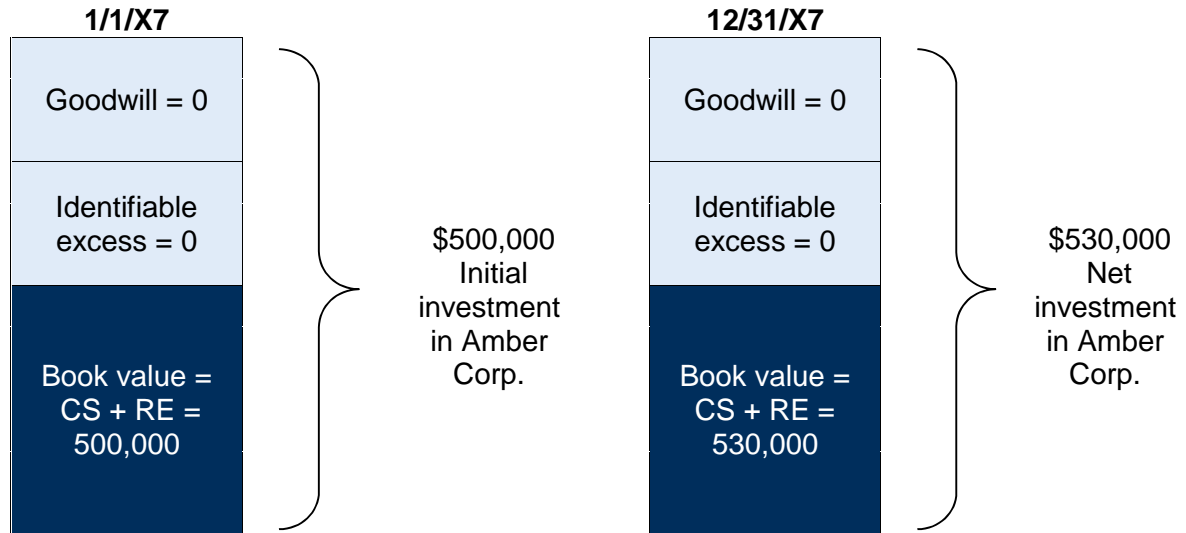 1/1/X7
Goodwill = 0
Identifiable
excess = 0
Book value =
CS + RE =
500,000
$500,000
Initial
investment
in Amber
Corp.
12/31/X7
Goodwill = 0
Identifiable
excess = 0
Book value =
CS + RE =
530,000
$530,000
Net
investment
in Amber
Corp.